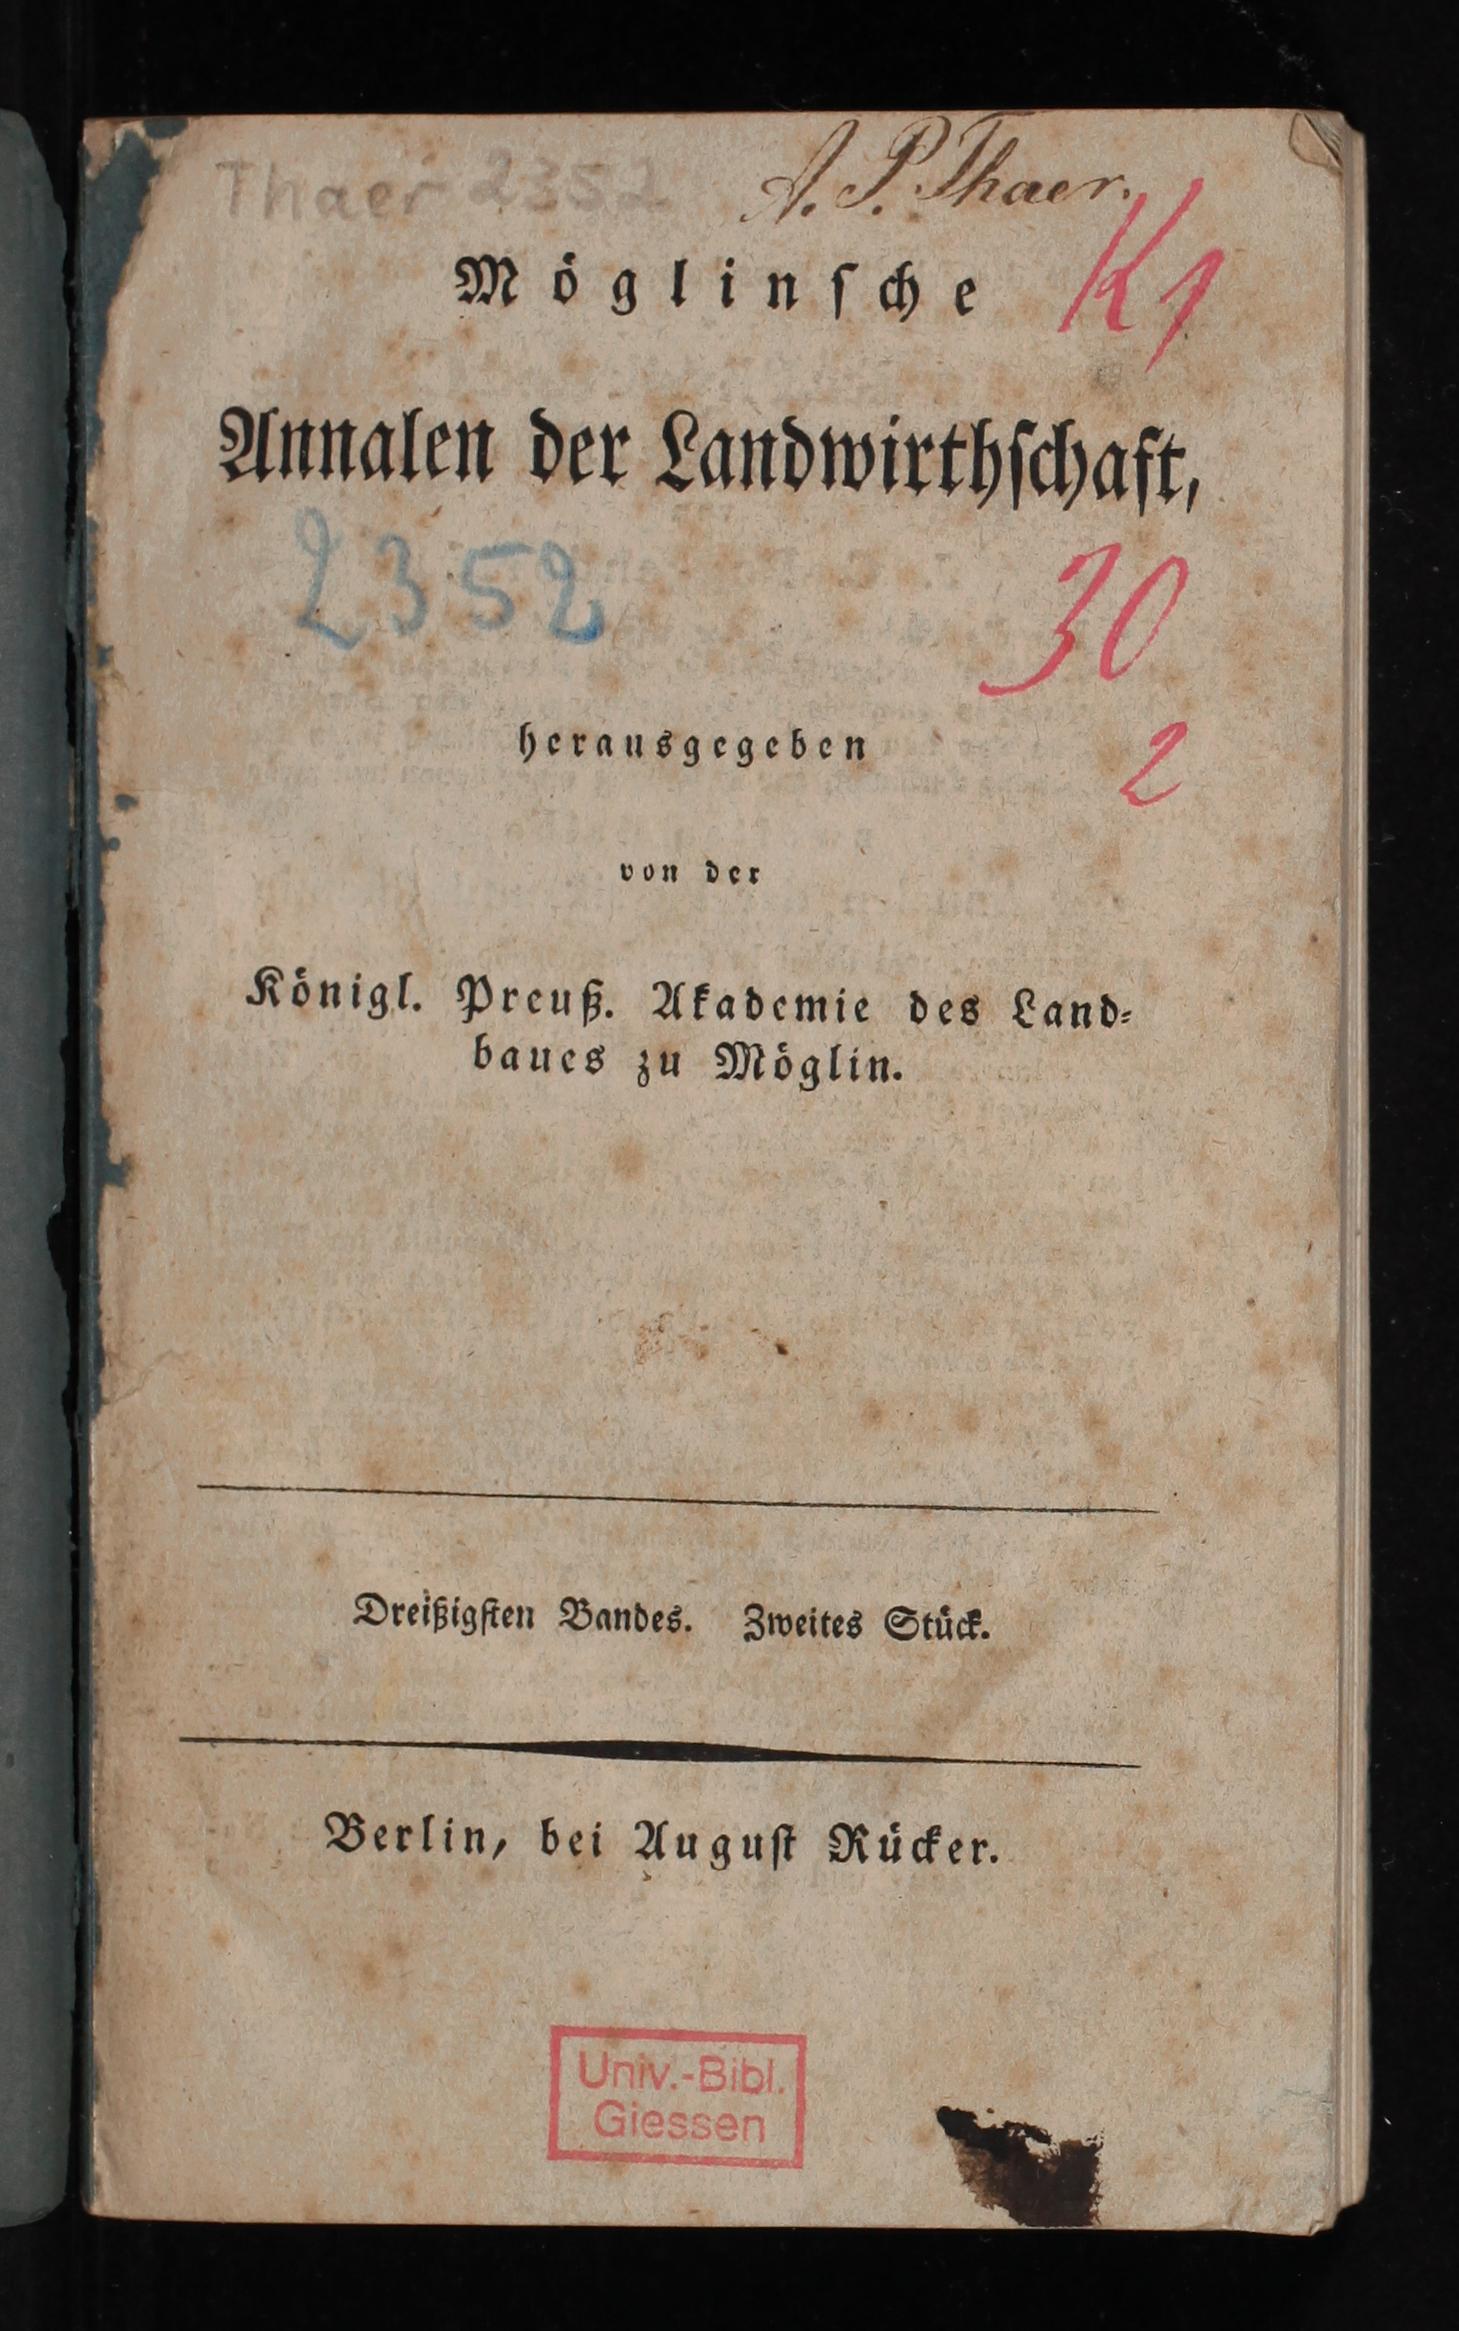 Thaer 2352
A. P. Thaer.
K1
Möglinſche
Annalen der Landwirthſchaft,
2352
30
herausgegeben
2
von der
Königl. Preuß. Akademie des Land⸗
baues zu Möglin.
Dreißigſten Bandes. Zweites Stück.
Berlin, bei Auguſt Rücker.
Univ.-Bibl.
Giessen